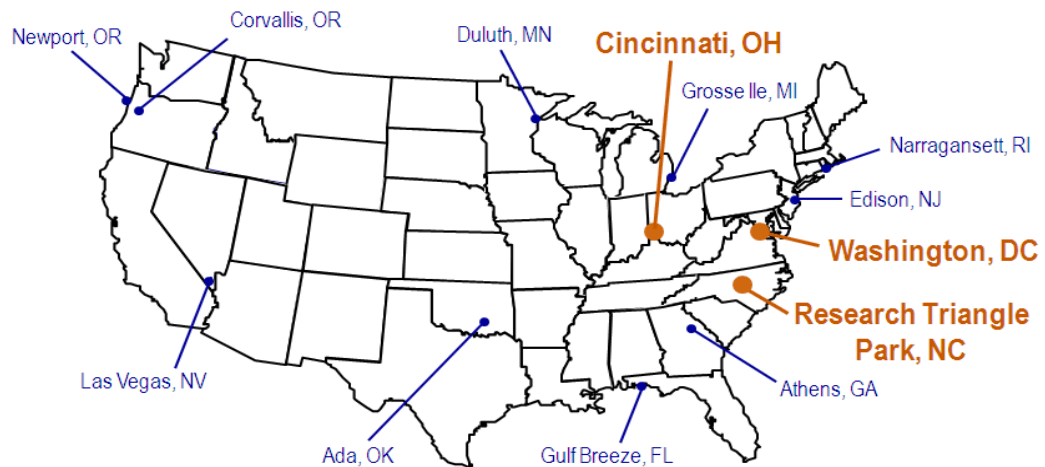 Corvallis, OR
Newport, OR
Duluth, MN
Cincinnati, OH
Grosse Ile, MI
Narragansett, RI
Edison, NJ
Washington, DC
Research Triangle
Park, NC
Las Vegas, NV
Athens, GA
Ada, OK
Gulf Breeze, FL